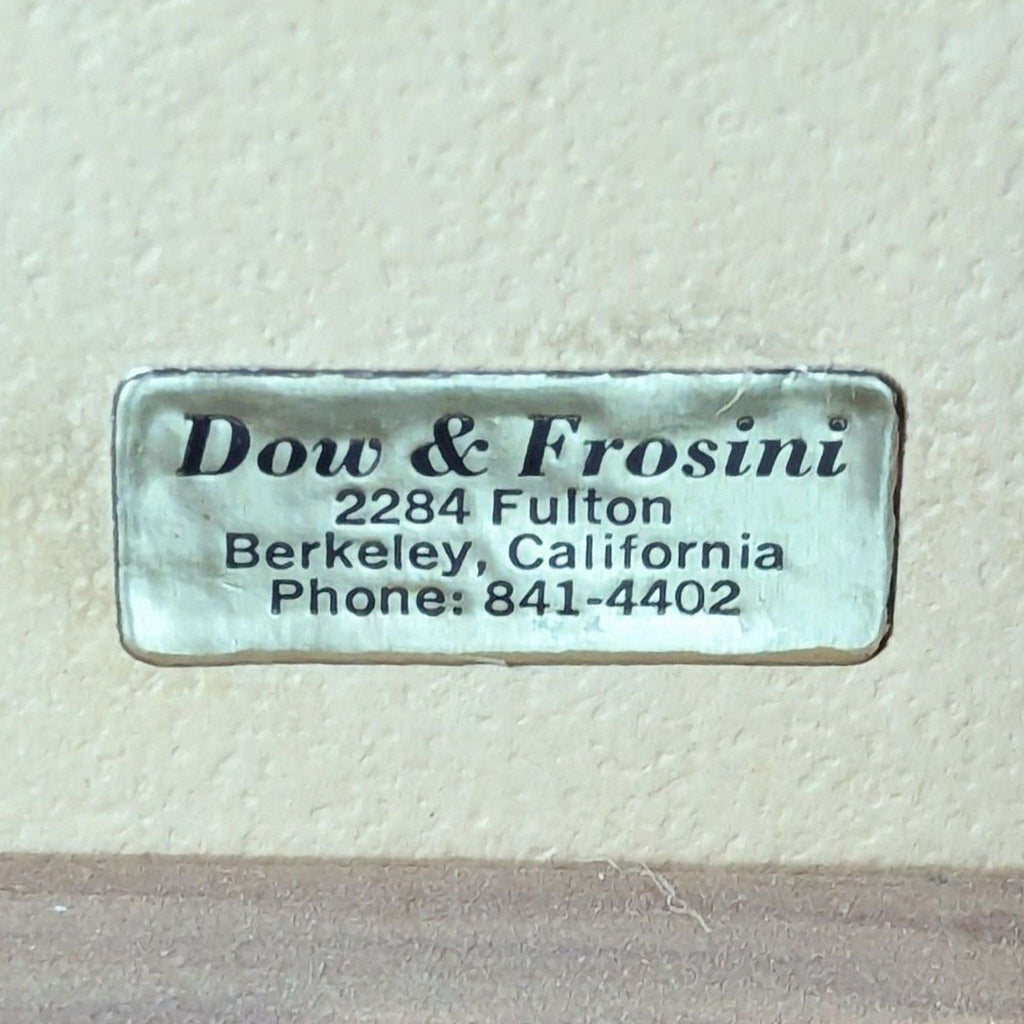 Dow & Frosini
2284 Fulton
Berkeley, California
Phone: 841-4402